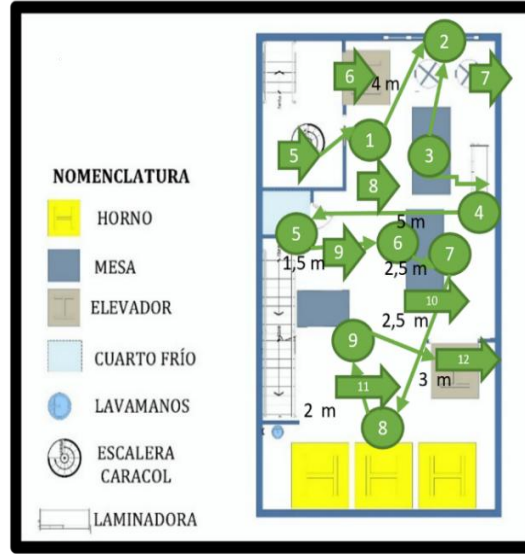 NOMENCLATURA
HORNO
MESA
ELEVADOR
CUARTO FRÍO
LAVAMANOS
ESCALERA
CARACOL
LAMINADORA
2
6
4 m
7
1
5
3
8
4
5 m
5
9
6
7
1,5 m
2,5 m
10
2,5 m
9
12
11
3 m
2 m
8